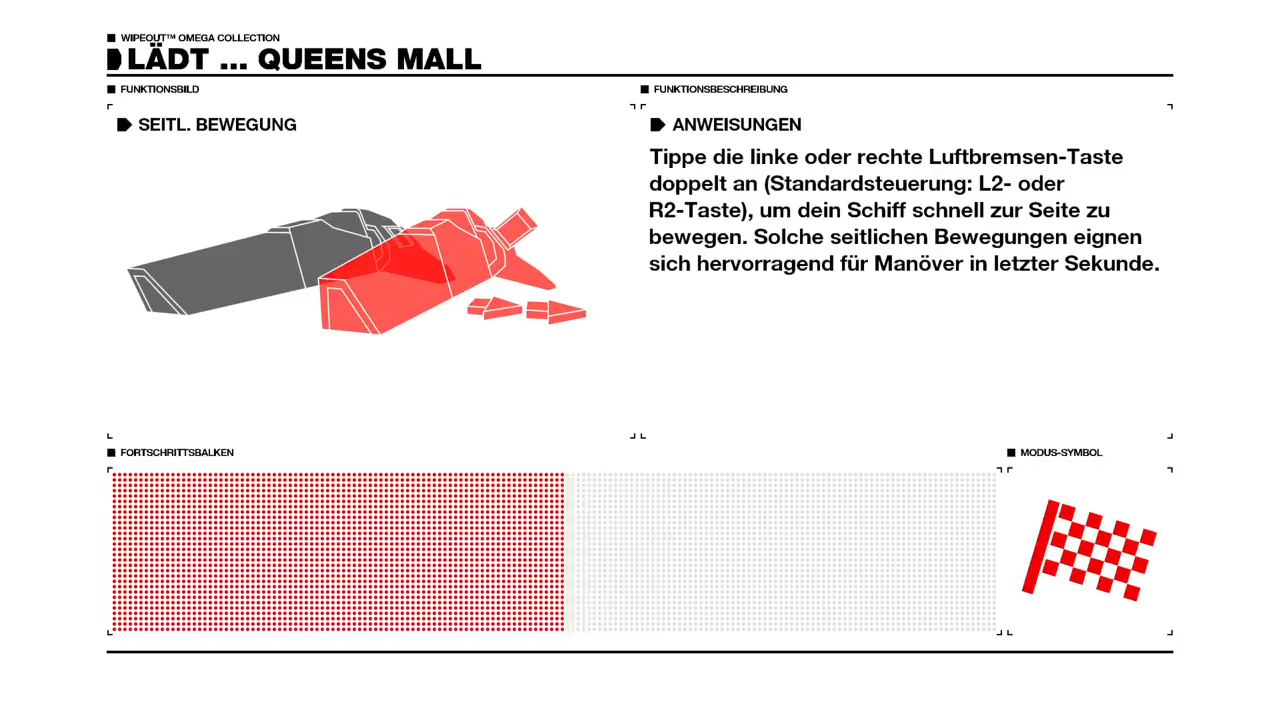 WIPEOUT™ OMEGA COLLECTION
LÄDT ... QUEENS MALL
FUNKTIONSBILD
SEITL. BEWEGUNG
FUNKTIONSBESCHREIBUNG
ANWEISUNGEN
Tippe die linke oder rechte Luftbremsen-Taste
doppelt an (Standardsteuerung: L2- oder
R2-Taste), um dein Schiff schnell zur Seite zu
bewegen. Solche seitlichen Bewegungen eignen
sich hervorragend für Manöver in letzter Sekunde.
FORTSCHRITTSBALKEN
MODUS-SYMBOL